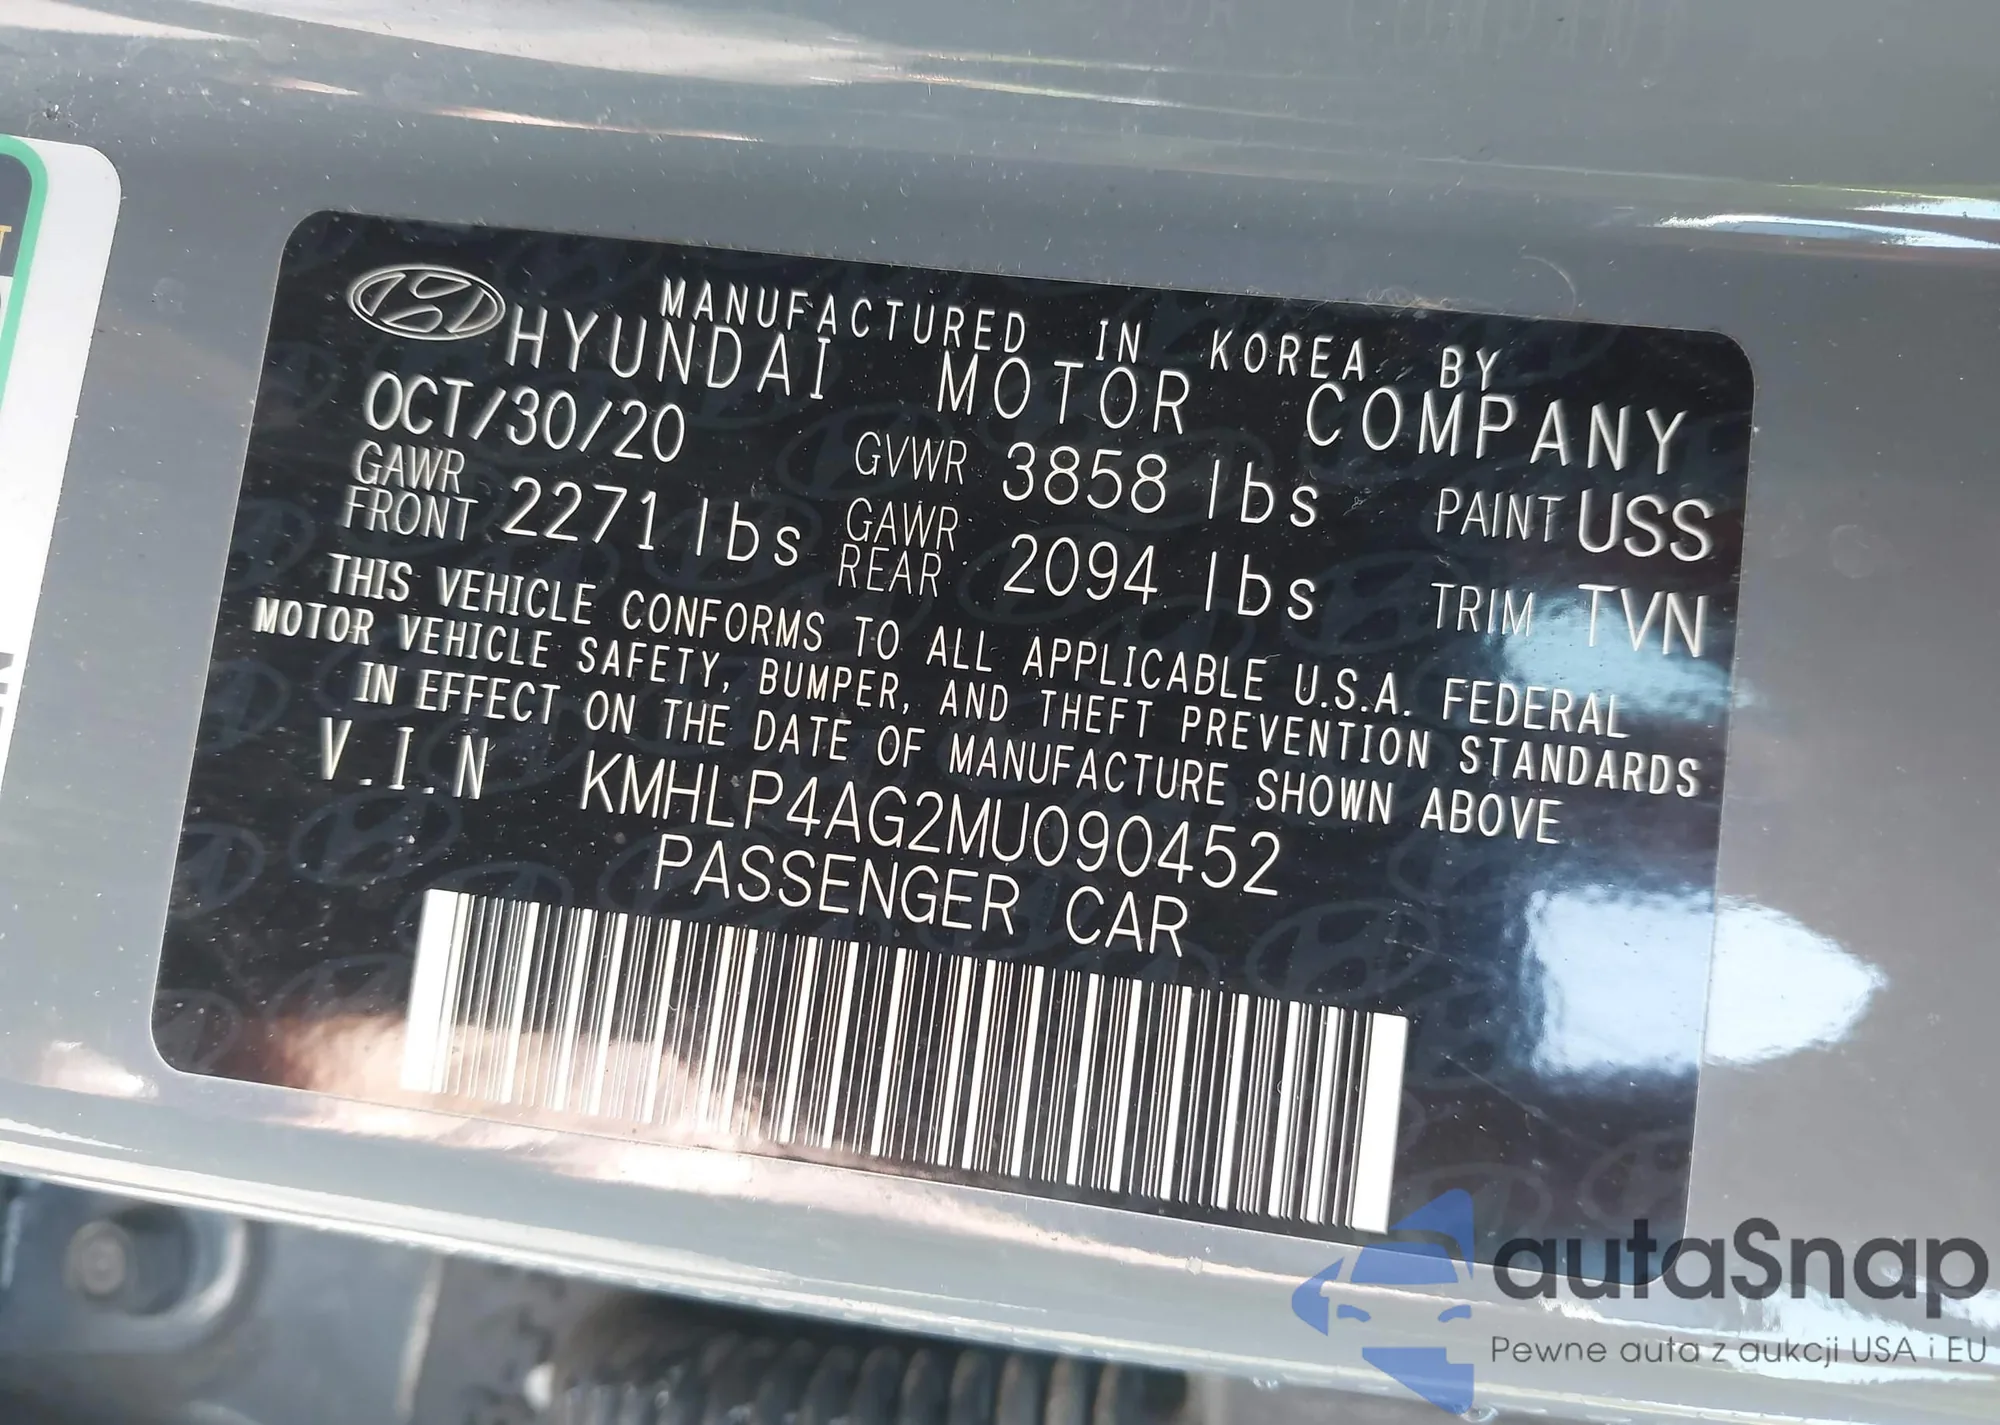 MANUFACTURED IN KOREA BY
HYUNDAI MOTOR COMPANY
OCT/30/20 GVWR 3858 lbs PAINT USS
GAWR FRONT 2271 lbs GAWR REAR 2094 lbs TRIM TVN
THIS VEHICLE CONFORMS TO ALL APPLICABLE U.S.A. FEDERAL
MOTOR VEHICLE SAFETY, BUMPER, AND THEFT PREVENTION STANDARDS
IN EFFECT ON THE DATE OF MANUFACTURE SHOWN ABOVE
V.I.N KMHLP4AG2MU090452
PASSENGER CAR
autaSnap
Pewne auta z aukcji USA i EU